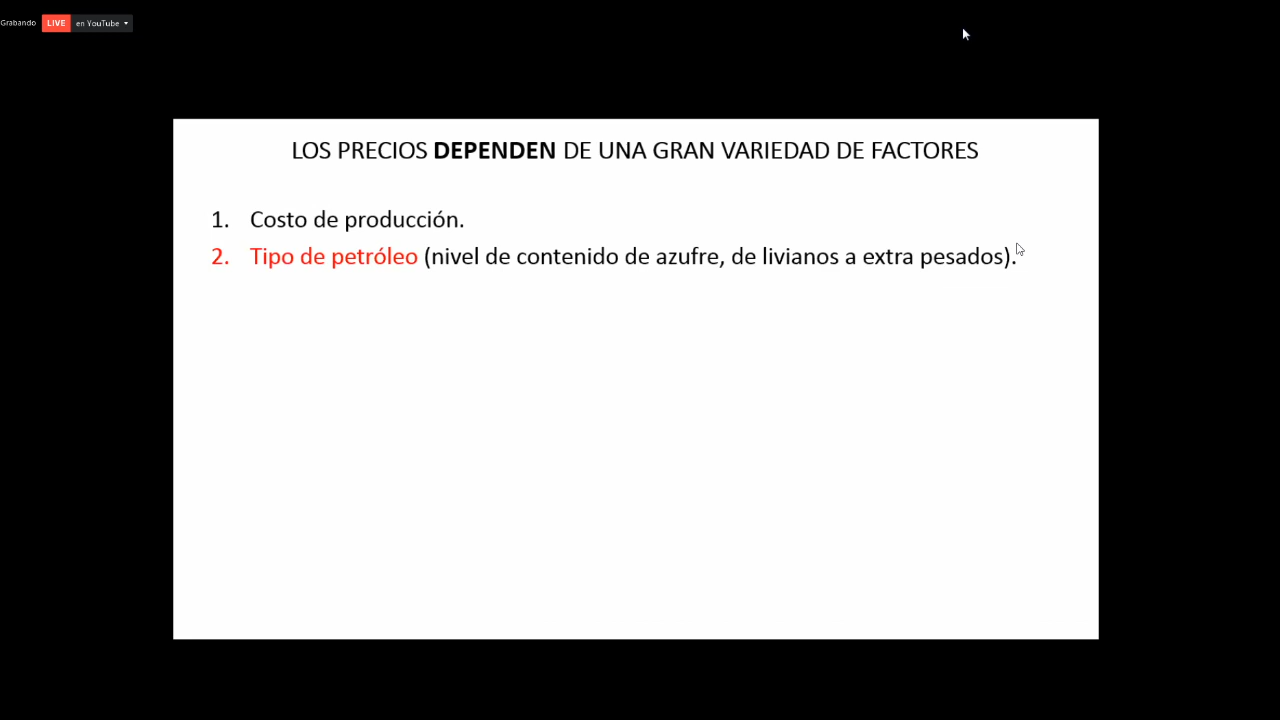 Grabando LIVE en YouTube
LOS PRECIOS DEPENDEN DE UNA GRAN VARIEDAD DE FACTORES
1. Costo de producción.
2. Tipo de petróleo (nivel de contenido de azufre, de livianos a extra pesados).